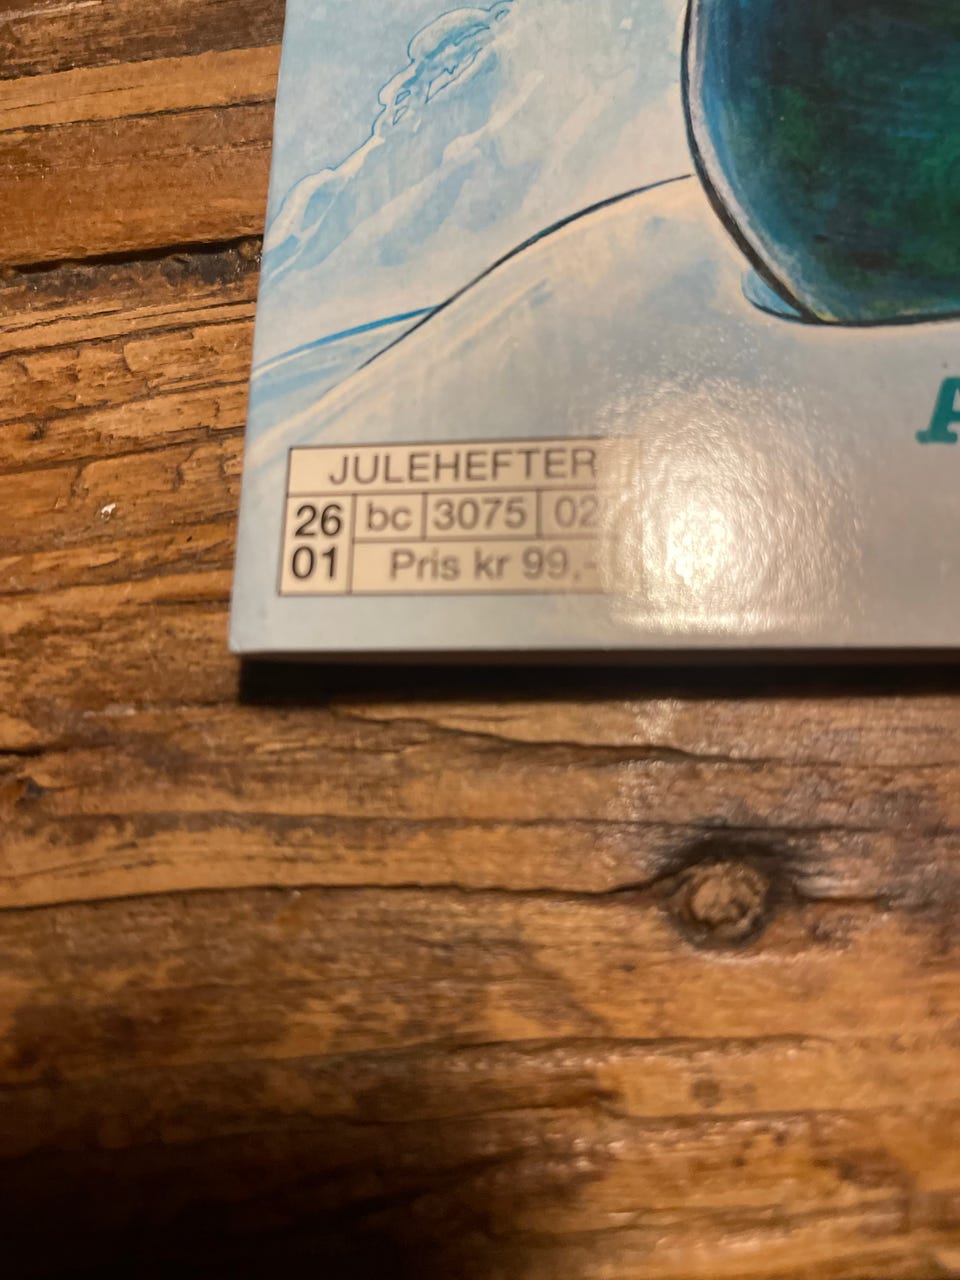 JULEHEFTER
26 bc 3075 02
01 Pris kr 99,-
A